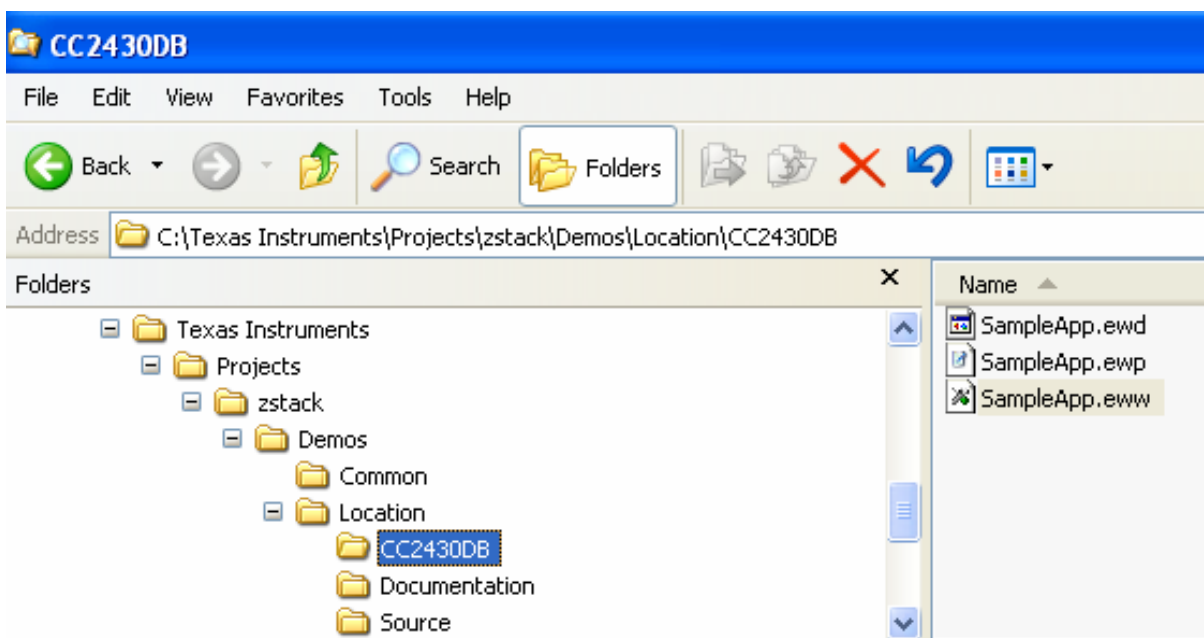 CC2430DB
File Edit View Favorites Tools Help
Back Search Folders
Address C:\Texas Instruments\Projects\zstack\Demos\Location\CC2430DB
Folders
Texas Instruments
Projects
zstack
Demos
Common
Location
CC2430DB
Documentation
Source
Name
SampleApp.ewd
SampleApp.ewp
SampleApp.eww